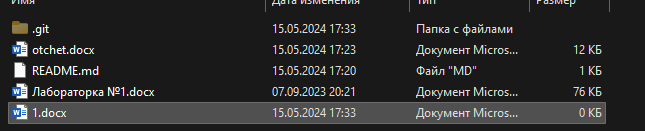 Имя Дата изменения Тип Размер
.git 15.05.2024 17:33 Папка с файлами
otchet.docx 15.05.2024 17:23 Документ Micros... 12 КБ
README.md 15.05.2024 17:20 Файл "MD" 1 КБ
Лабораторка №1.docx 07.09.2023 20:21 Документ Micros... 76 КБ
1.docx 15.05.2024 17:33 Документ Micros... 0 КБ